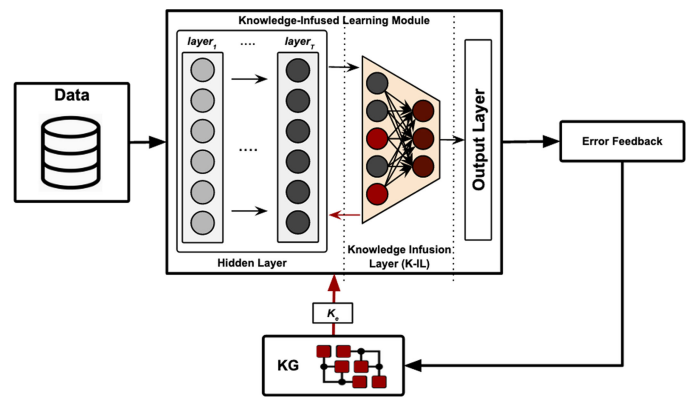 Knowledge-Infused Learning Module
Data
layer1
....
layerT
....
Hidden Layer
Knowledge Infusion
Layer (K-IL)
Output Layer
Error Feedback
Ke
KG